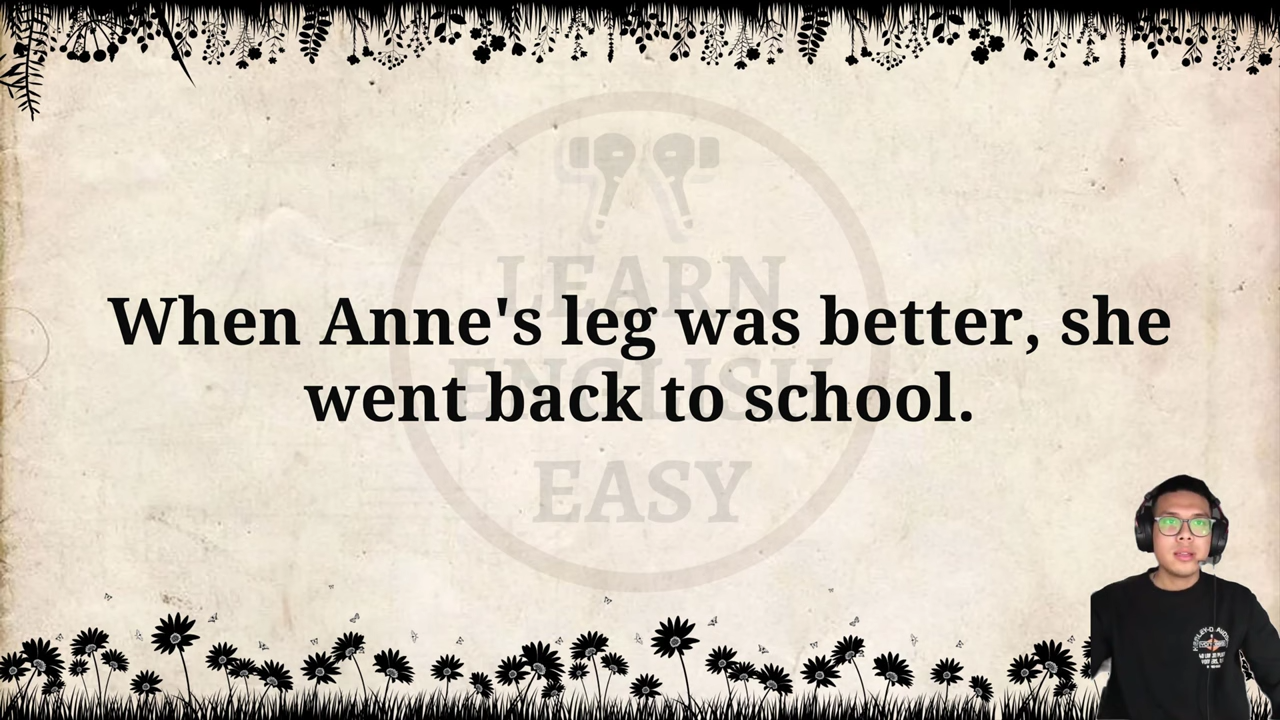 LEARN
ENGLISH
EASY
When Anne's leg was better, she
went back to school.